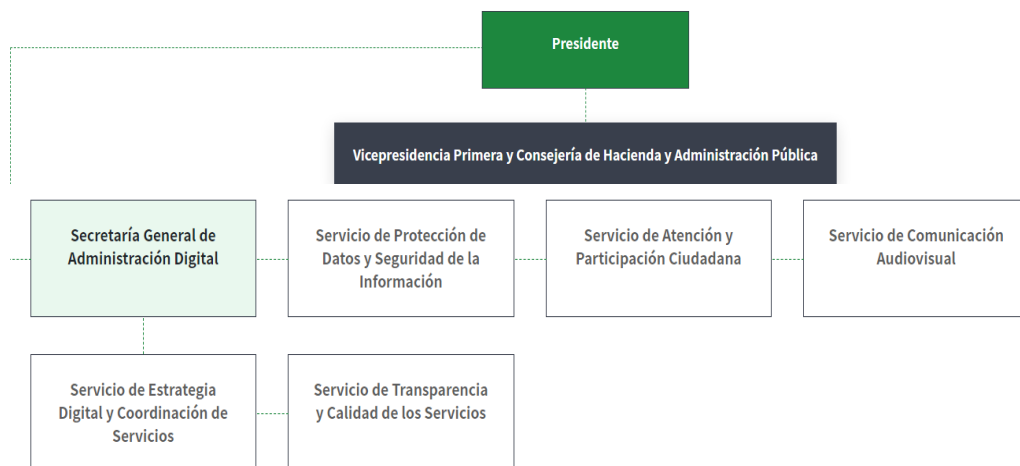 Presidente
Vicepresidencia Primera y Consejería de Hacienda y Administración Pública
Secretaría General de
Administración Digital
Servicio de Protección de
Datos y Seguridad de la
Información
Servicio de Atención y
Participación Ciudadana
Servicio de Comunicación
Audiovisual
Servicio de Estrategia
Digital y Coordinación de
Servicios
Servicio de Transparencia
y Calidad de los Servicios